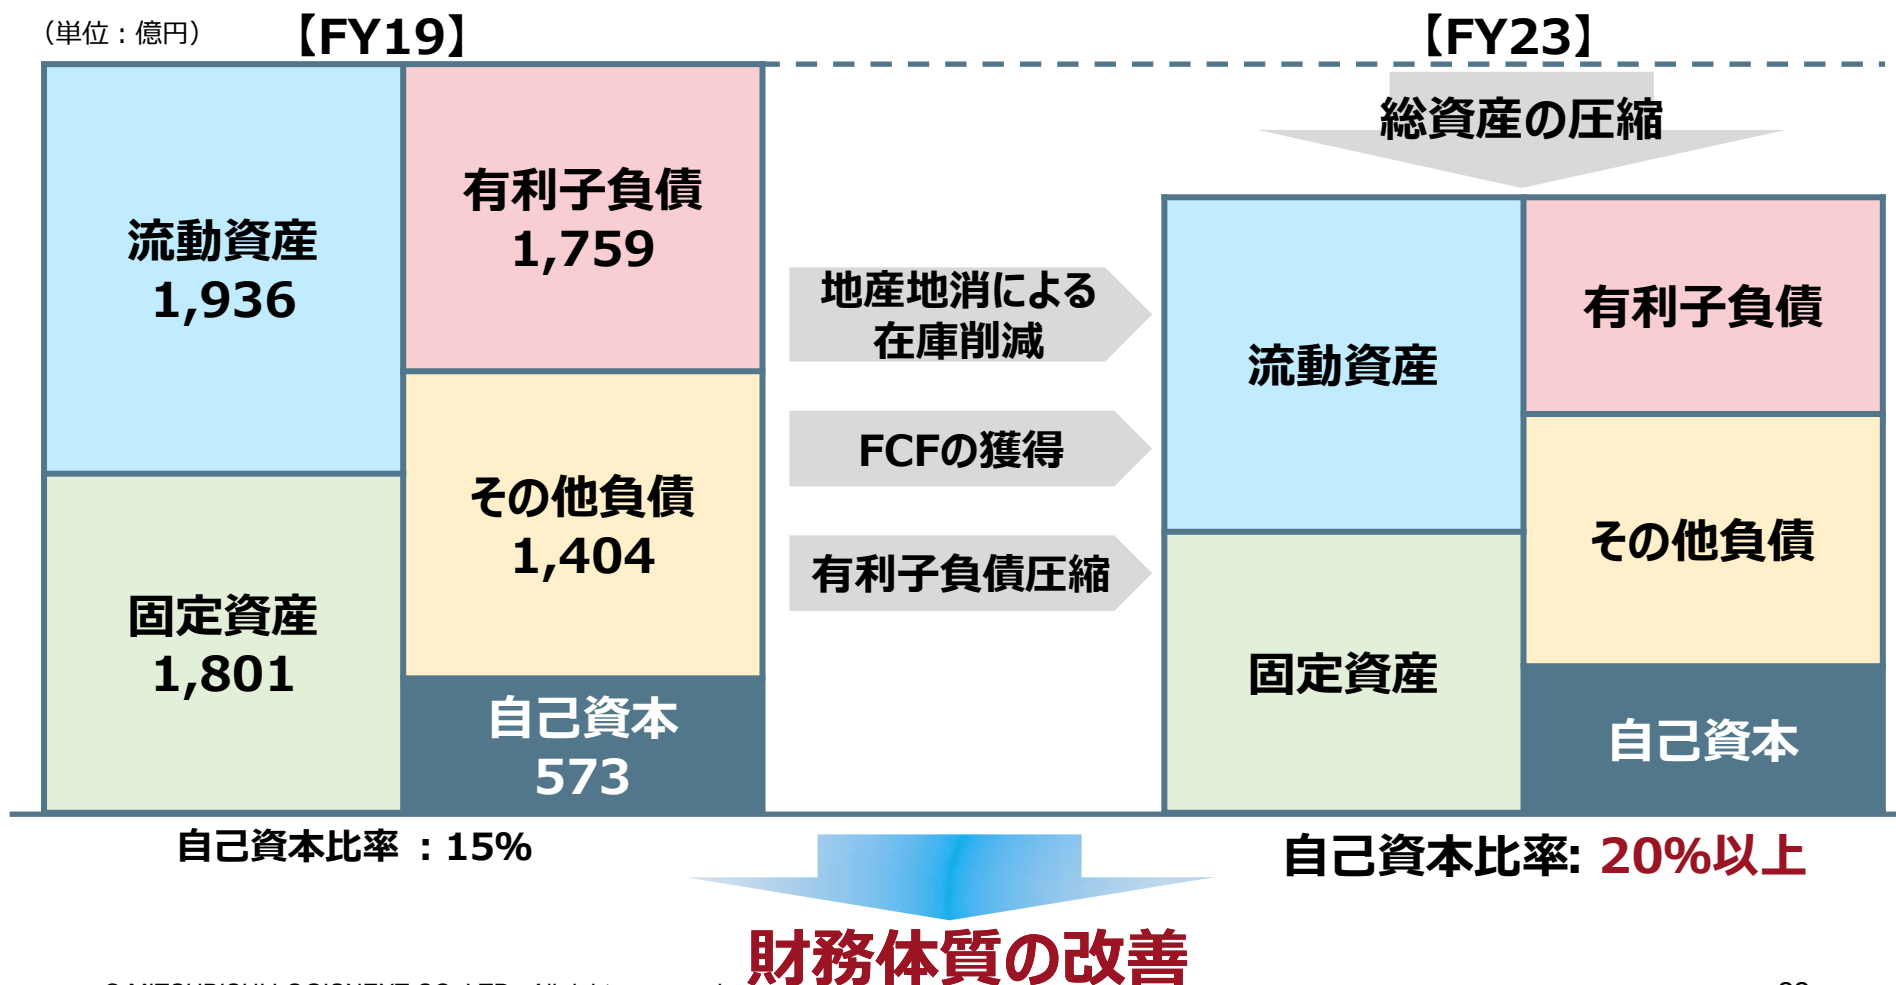 （単位：億円）
【FY19】
【FY23】
総資産の圧縮
流動資産
1,936
有利子負債
1,759
固定資産
1,801
その他負債
1,404
自己資本
573
地産地消による
在庫削減
FCFの獲得
有利子負債圧縮
流動資産
有利子負債
固定資産
その他負債
自己資本
自己資本比率 ：15%
自己資本比率: 20%以上
財務体質の改善